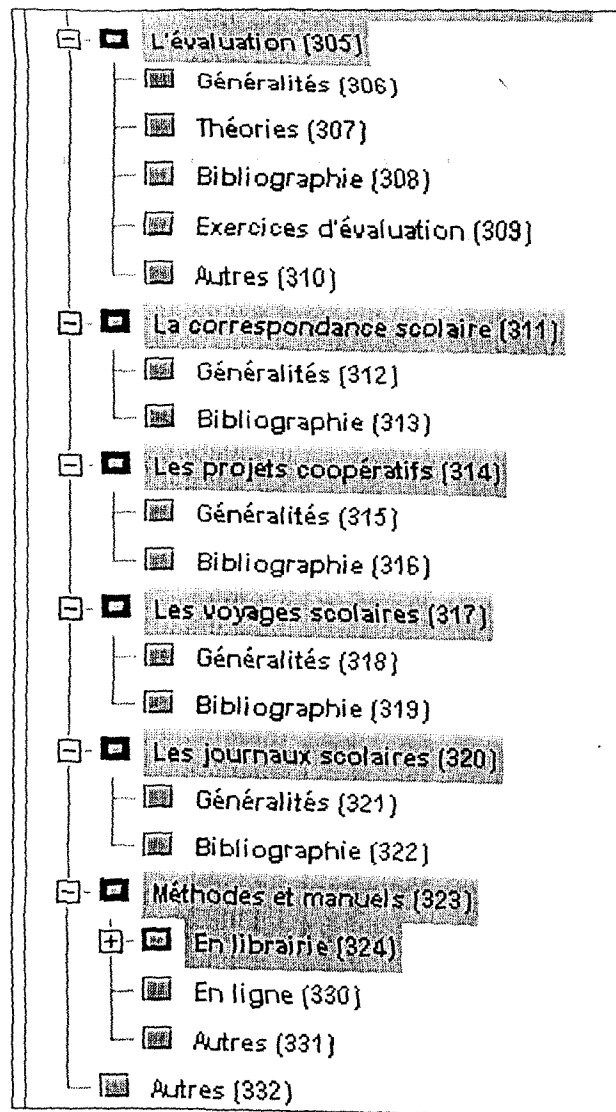 L'évaluation (305)
Généralités (306)
Théories (307)
Bibliographie (308)
Exercices d'évaluation (309)
Autres (310)
La correspondance scolaire (311)
Généralités (312)
Bibliographie (313)
Les projets coopératifs (314)
Généralités (315)
Bibliographie (316)
Les voyages scolaires (317)
Généralités (318)
Bibliographie (319)
Les journaux scolaires (320)
Généralités (321)
Bibliographie (322)
Méthodes et manuels (323)
En librairie (324)
En ligne (330)
Autres (331)
Autres (332)